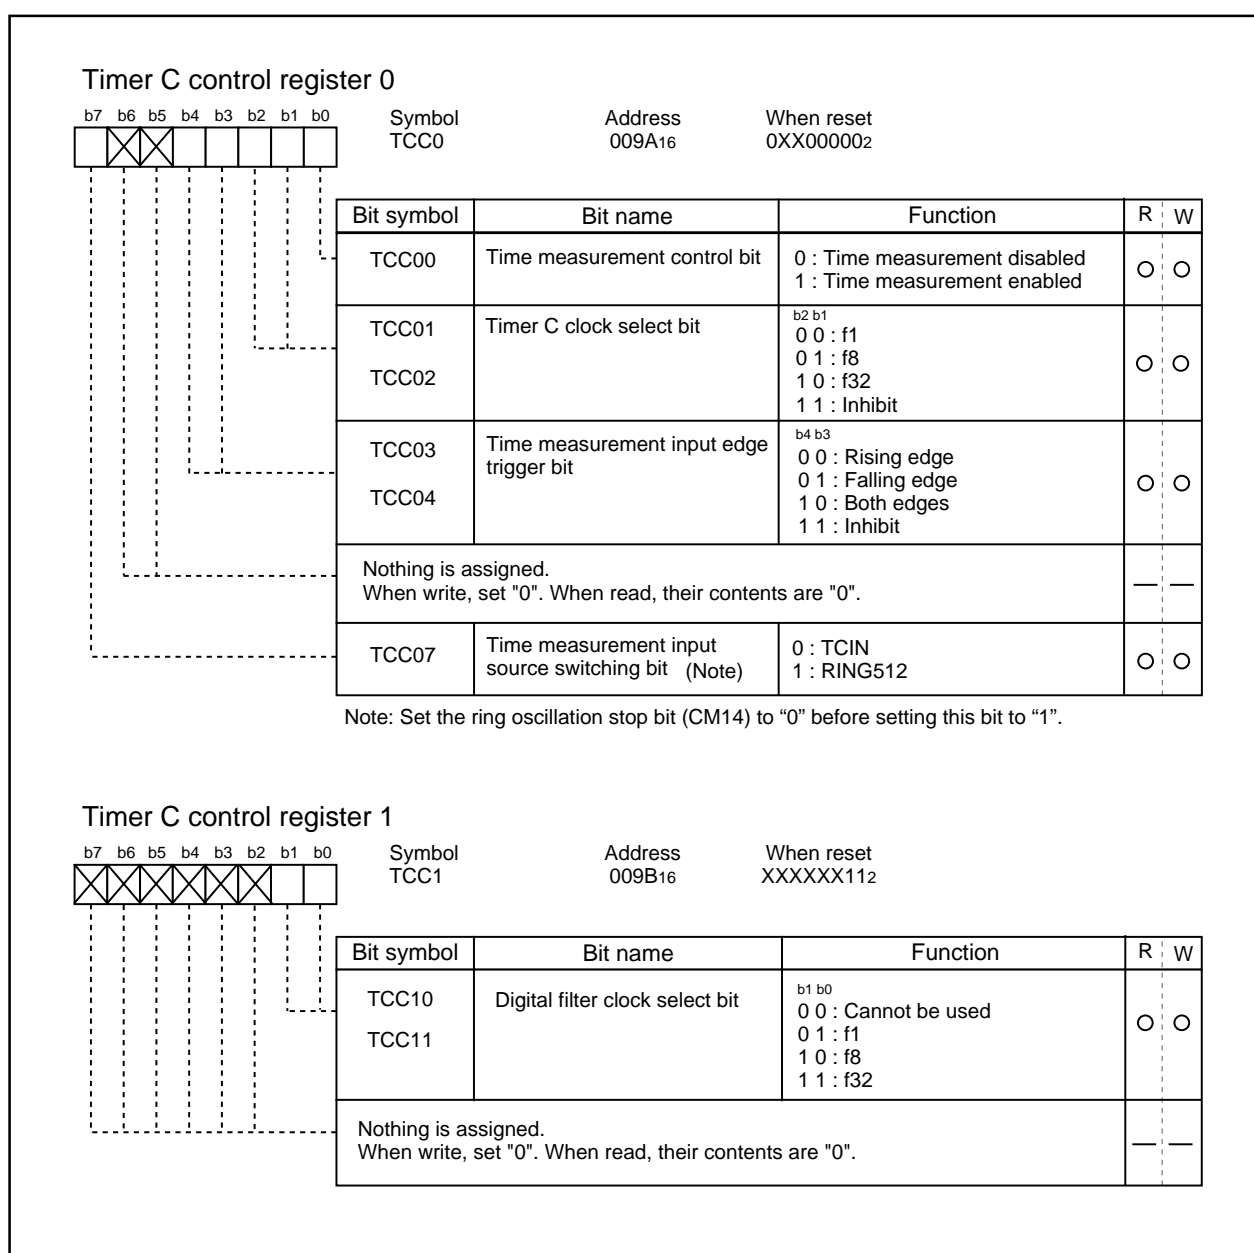 Timer C control register 0
b7 b6 b5 b4 b3 b2 b1 b0
Symbol Address When reset
TCC0 009A16 0XX000002
Bit symbol Bit name Function R W
TCC00 Time measurement control bit 0 : Time measurement disabled
1 : Time measurement enabled
TCC01 Timer C clock select bit b2 b1
0 0 : f1
0 1 : f8
TCC02 1 0 : f32
1 1 : Inhibit
TCC03 Time measurement input edge b4 b3
trigger bit 0 0 : Rising edge
0 1 : Falling edge
TCC04 1 0 : Both edges
1 1 : Inhibit
Nothing is assigned.
When write, set "0". When read, their contents are "0".
TCC07 Time measurement input 0 : TCIN
source switching bit (Note) 1 : RING512
Note: Set the ring oscillation stop bit (CM14) to “0” before setting this bit to “1”.
Timer C control register 1
b7 b6 b5 b4 b3 b2 b1 b0
Symbol Address When reset
TCC1 009B16 XXXXXX112
Bit symbol Bit name Function R W
TCC10 Digital filter clock select bit b1 b0
0 0 : Cannot be used
TCC11 0 1 : f1
1 0 : f8
1 1 : f32
Nothing is assigned.
When write, set "0". When read, their contents are "0".